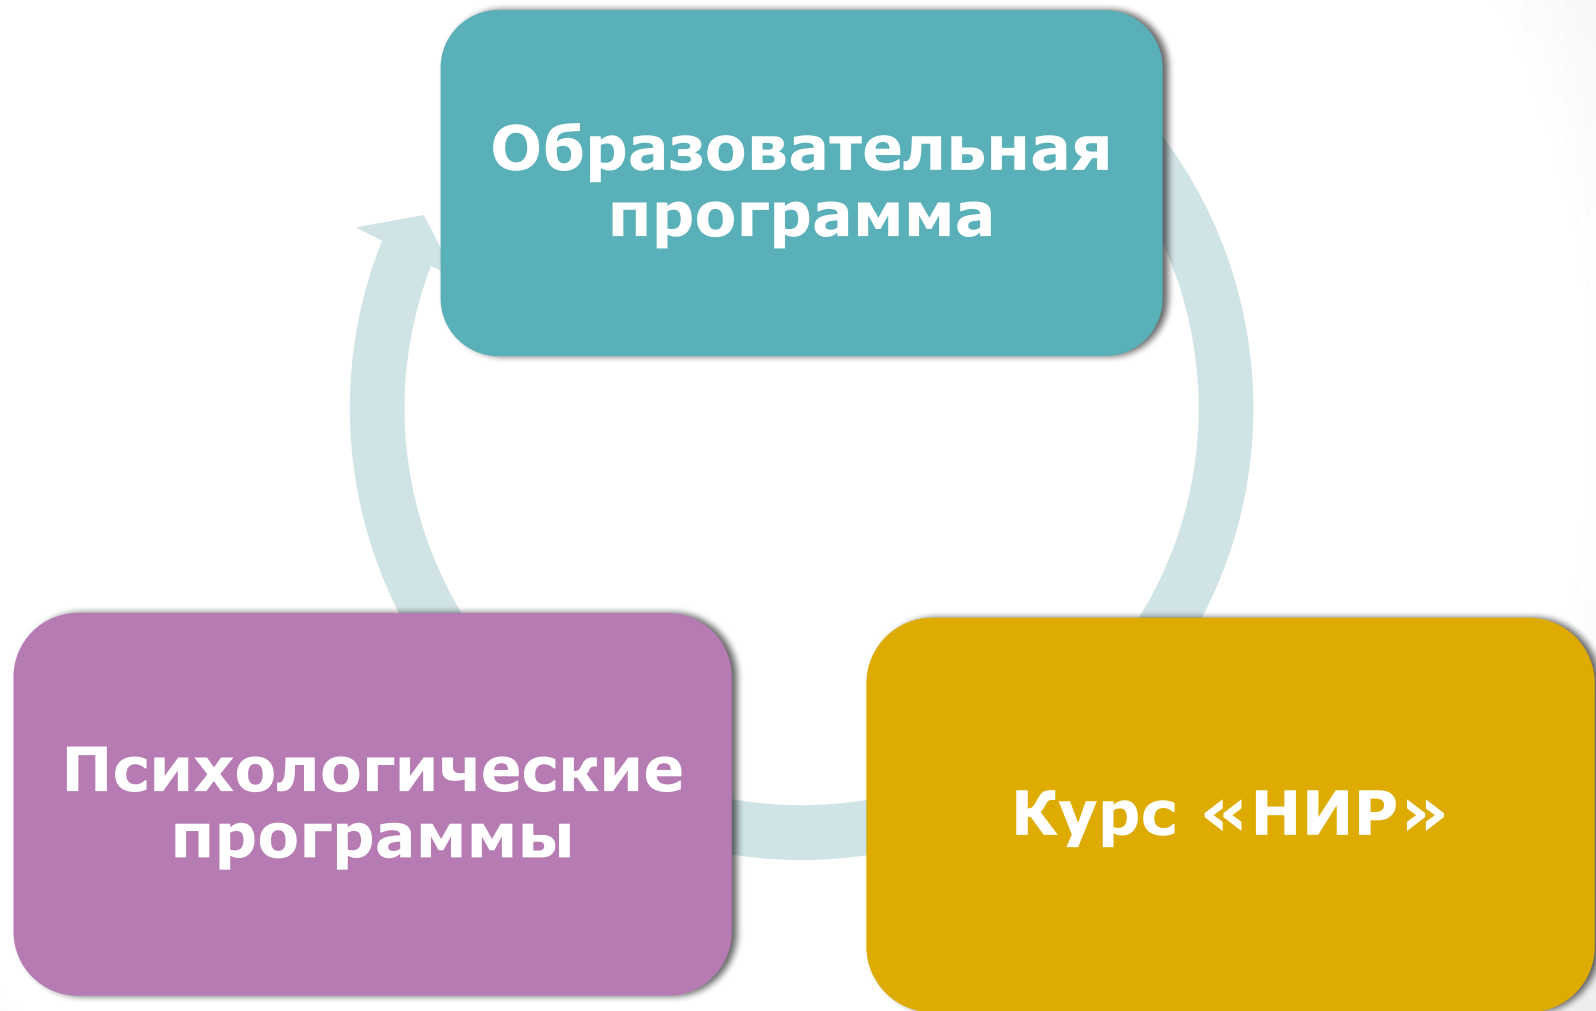 Образовательная
программа
Психологические
программы
Курс «НИР»